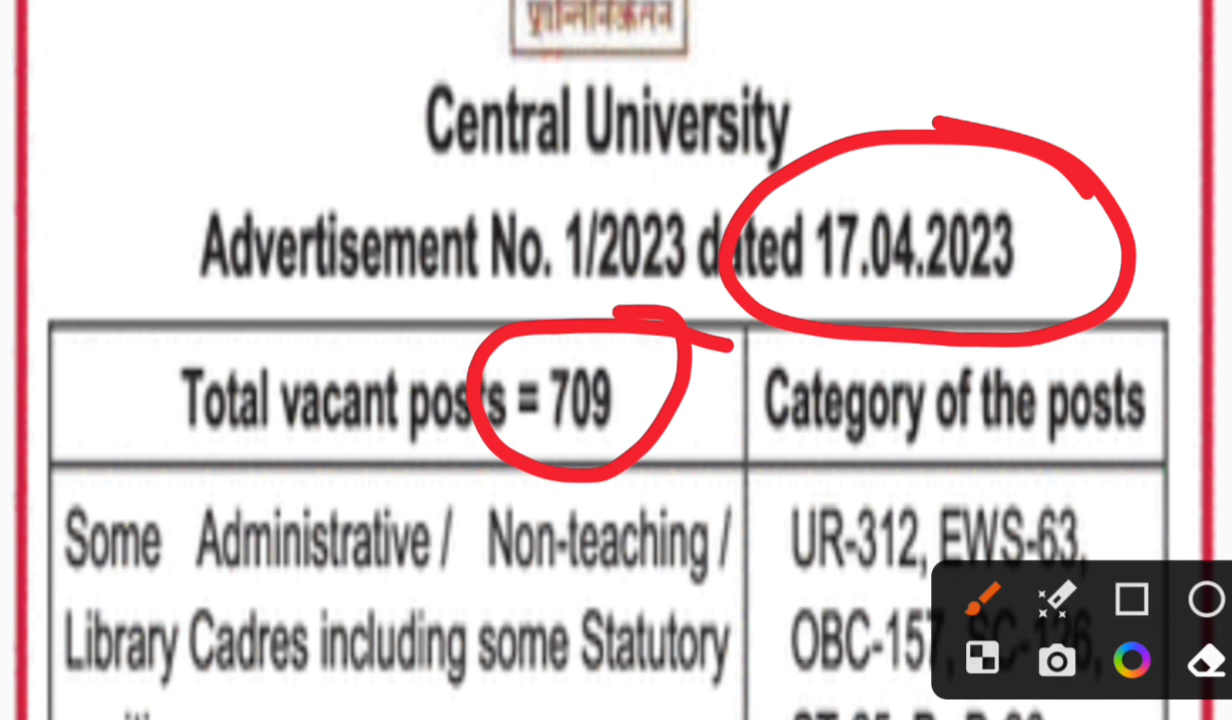 Central University
Advertisement No. 1/2023 dated 17.04.2023
Total vacant posts = 709
Category of the posts
Some Administrative / Non-teaching /
Library Cadres including some Statutory
UR-312, EWS-63,
OBC-157,